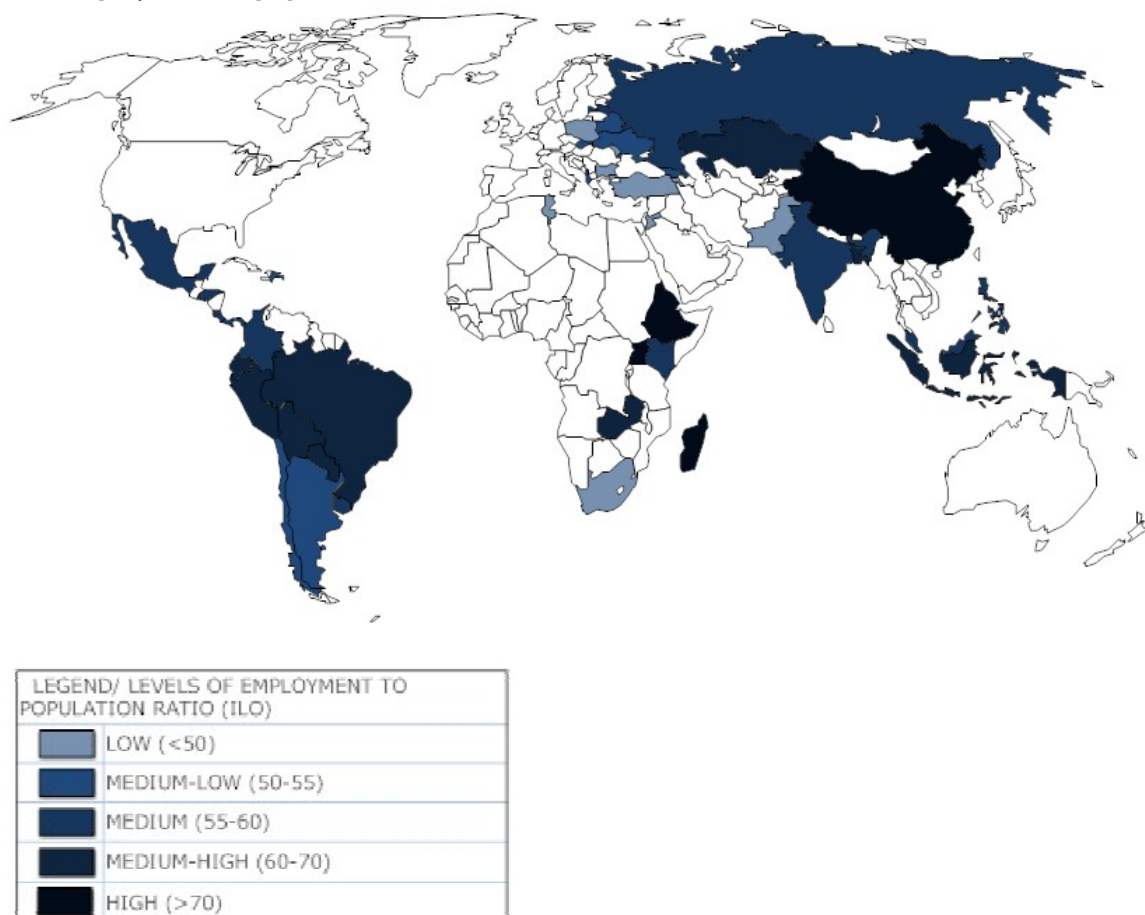 LEGEND/ LEVELS OF EMPLOYMENT TO
POPULATION RATIO (ILO)
LOW (<50)
MEDIUM-LOW (50-55)
MEDIUM (55-60)
MEDIUM-HIGH (60-70)
HIGH (>70)